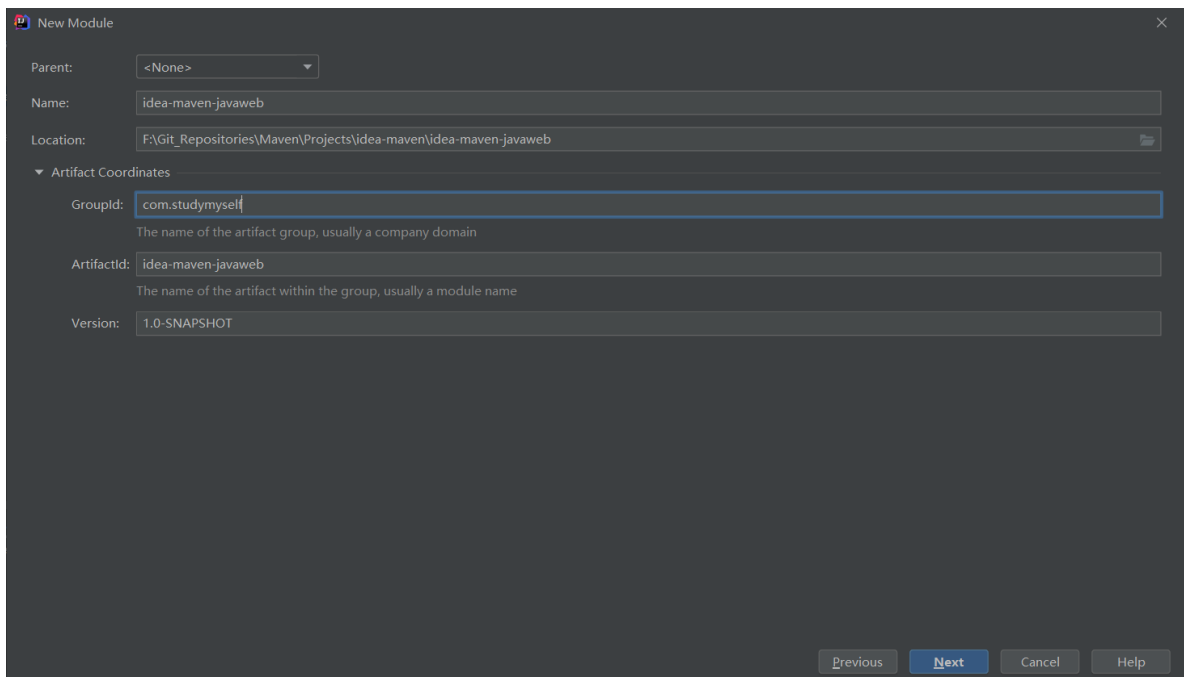 New Module
Parent: <None>
Name: idea-maven-javaweb
Location: F:\Git_Repositories\Maven\Projects\idea-maven\idea-maven-javaweb
Artifact Coordinates
GroupId: com.studymyself
The name of the artifact group, usually a company domain
ArtifactId: idea-maven-javaweb
The name of the artifact within the group, usually a module name
Version: 1.0-SNAPSHOT
Previous Next Cancel Help